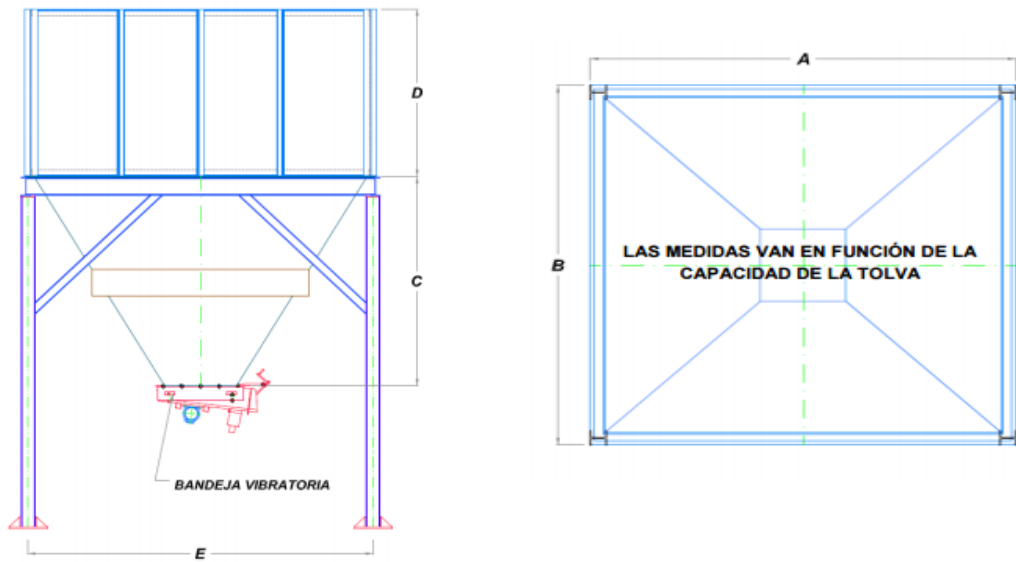 D
C
BANDEJA VIBRATORIA
E
A
B
LAS MEDIDAS VAN EN FUNCIÓN DE LA
CAPACIDAD DE LA TOLVA